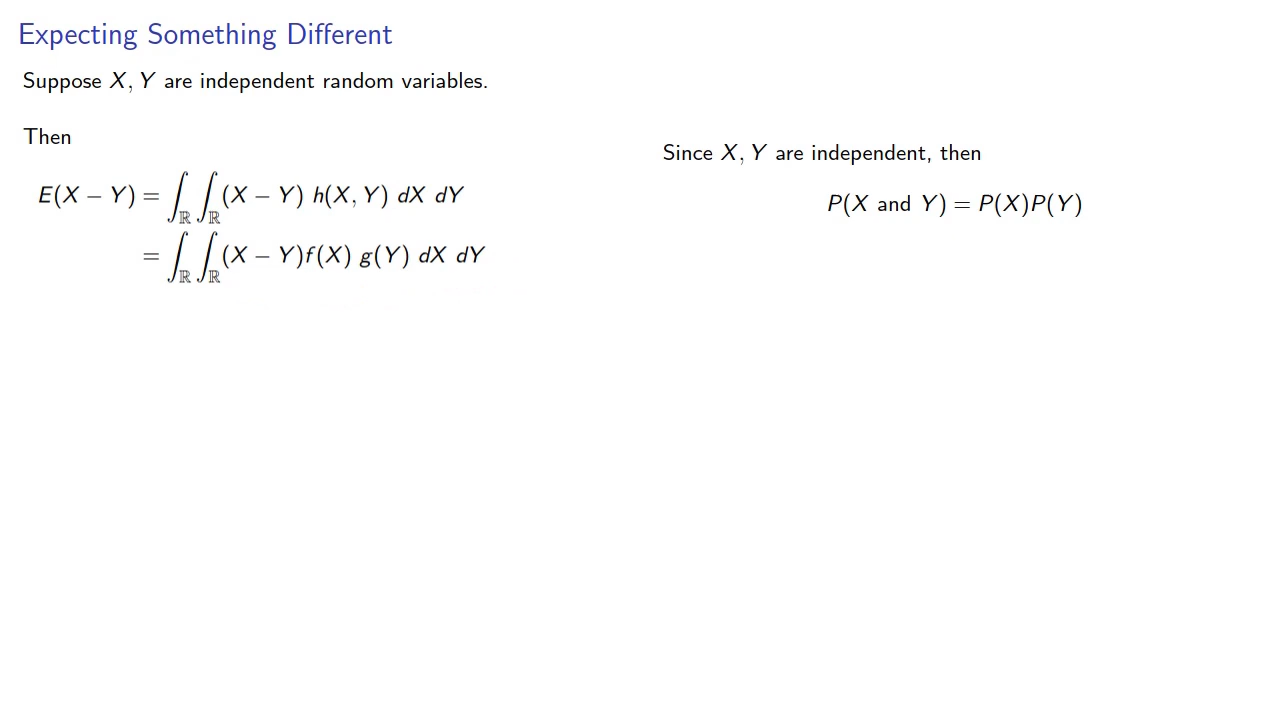 Expecting Something Different
Suppose X, Y are independent random variables.
Then
E(X − Y) = ∫_ℝ ∫_ℝ (X − Y) h(X, Y) dX dY
= ∫_ℝ ∫_ℝ (X − Y)f(X) g(Y) dX dY
Since X, Y are independent, then
P(X and Y) = P(X)P(Y)